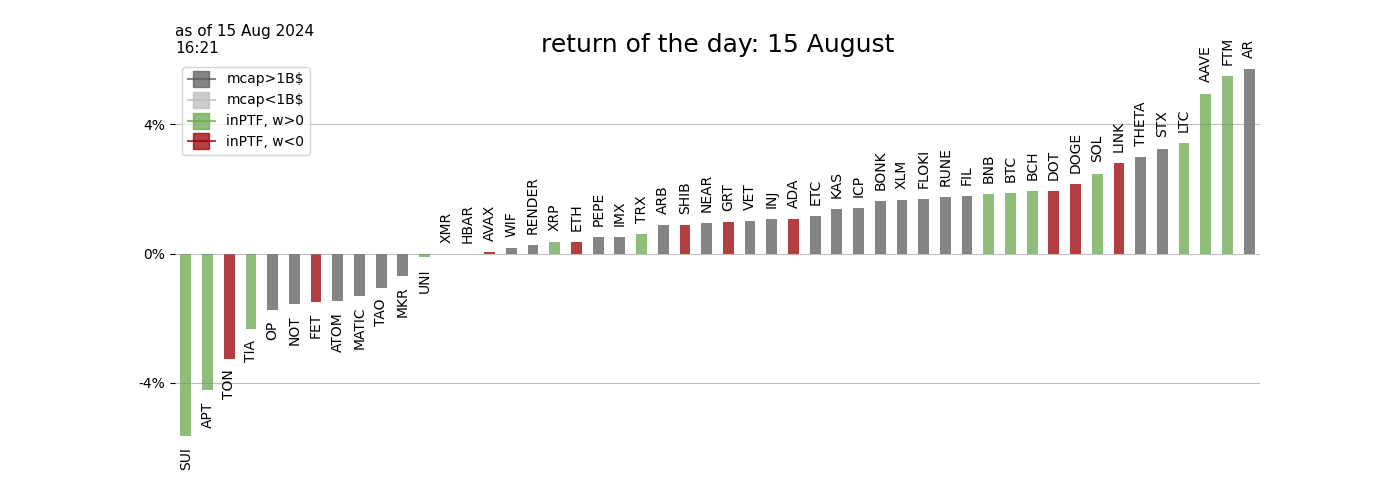 as of 15 Aug 2024
16:21
return of the day: 15 August
mcap>1B$
mcap<1B$
inPTF, w>0
inPTF, w<0
4%
0%
-4%
SUI
APT
TON
TIA
OP
NOT
FET
ATOM
MATIC
TAO
MKR
UNI
XMR
HBAR
AVAX
WIF
RENDER
XRP
ETH
PEPE
IMX
TRX
ARB
SHIB
NEAR
GRT
VET
INJ
ADA
ETC
KAS
ICP
BONK
XLM
FLOKI
RUNE
FIL
BNB
BTC
BCH
DOT
DOGE
SOL
LINK
THETA
STX
LTC
AAVE
FTM
AR